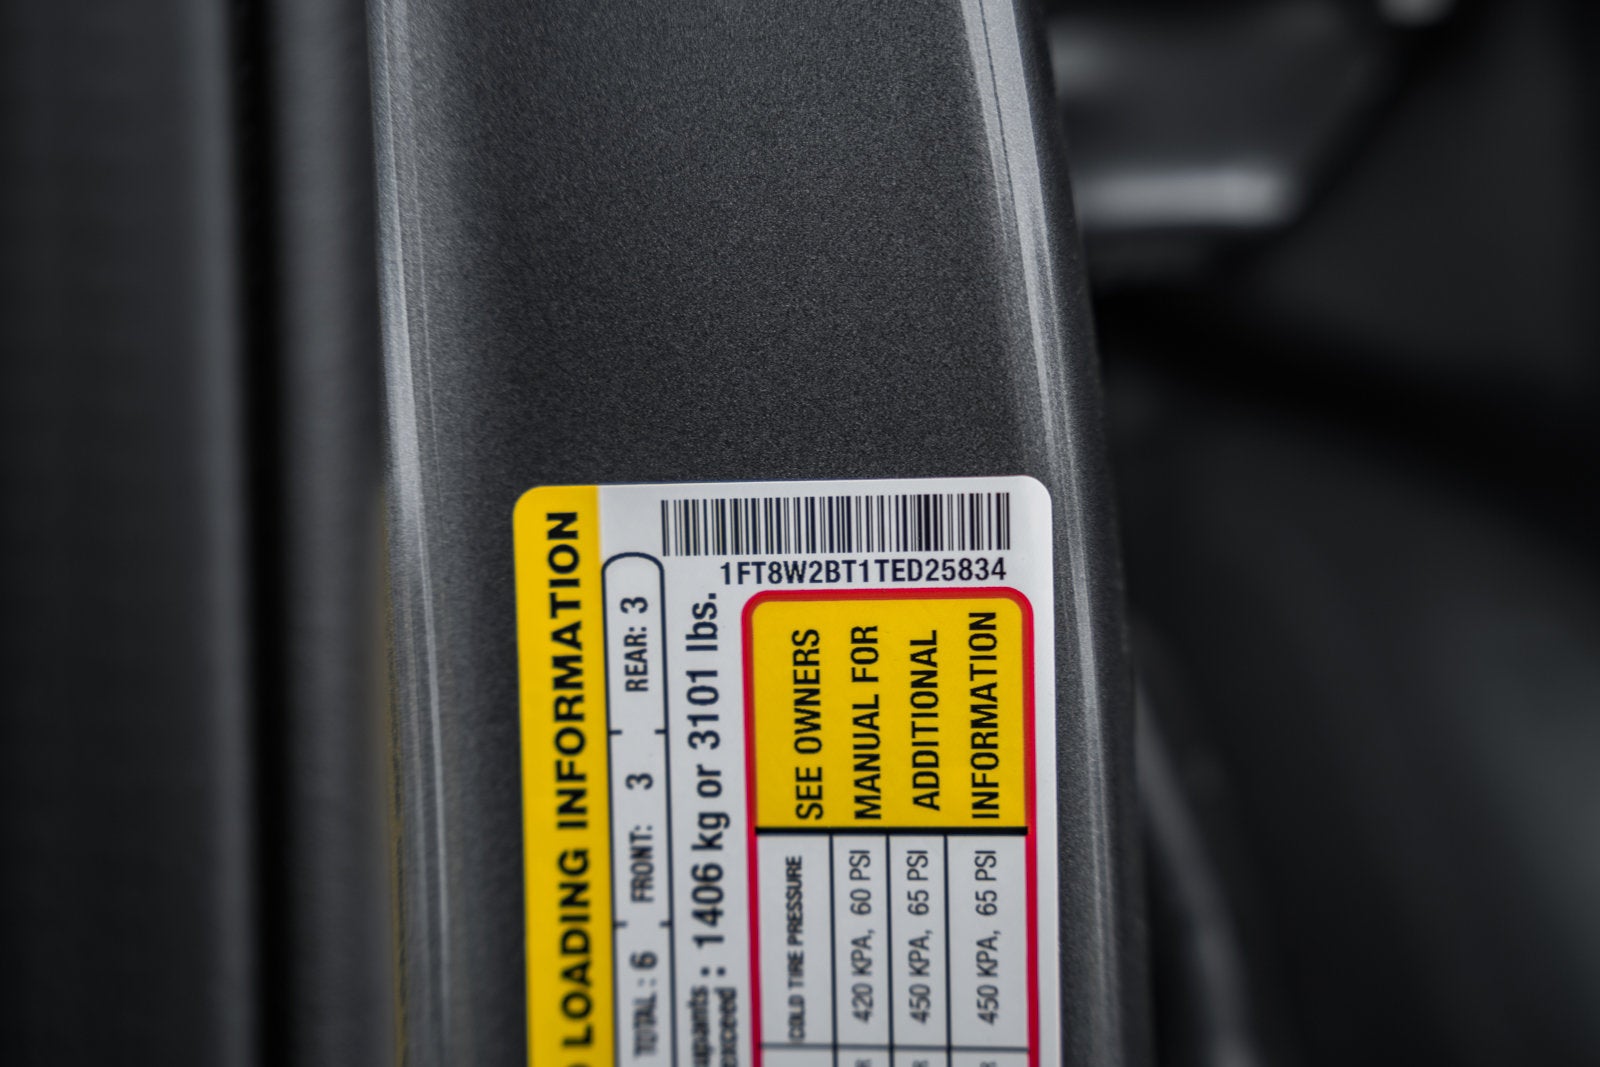 1FT8W2BT1TED25834
LOADING INFORMATION
TOTAL : 6 FRONT: 3 REAR: 3
: 1406 kg or 3101 lbs.
exceed
SEE OWNERS
MANUAL FOR
ADDITIONAL
INFORMATION
COLD TIRE PRESSURE
420 KPA, 60 PSI
450 KPA, 65 PSI
450 KPA, 65 PSI